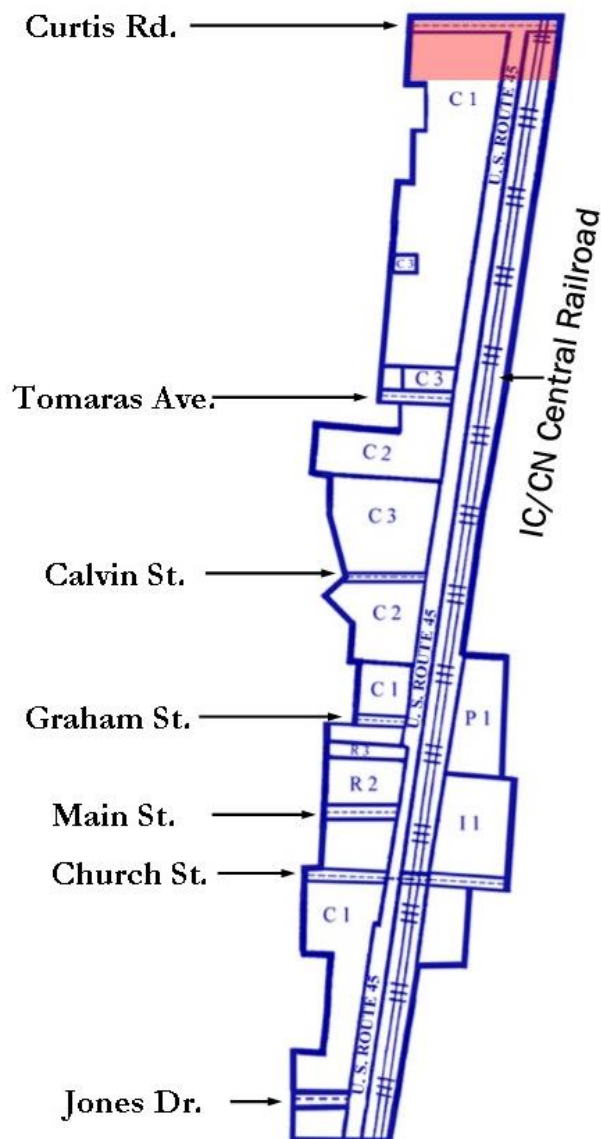 Curtis Rd.
C 1
U. S. ROUTE 45
C 3
IC/CN Central Railroad
C 3
Tomaras Ave.
C 2
C 3
Calvin St.
C 2
U. S. ROUTE 45
C 1
P 1
Graham St.
R 3
R 2
Main St.
I 1
Church St.
C 1
U. S. ROUTE 45
Jones Dr.